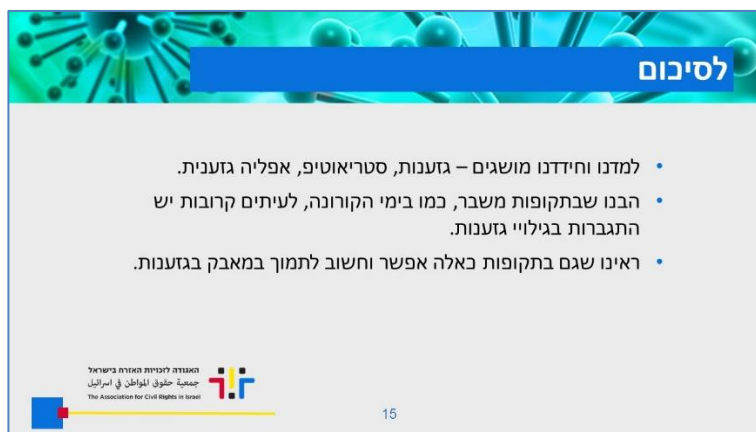 לסיכום
למדנו וחידדנו מושגים – גזענות, סטריאוטיפ, אפליה גזענית.
הבנו שבתקופות משבר, כמו בימי הקורונה, לעיתים קרובות יש
התגברות בגילויי גזענות.
ראינו שגם בתקופות כאלה אפשר וחשוב לתמוך במאבק בגזענות.
האגודה לזכויות האזרח בישראל
جمعية حقوق المواطن في اسرائيل
The Association for Civil Rights in Israel
15